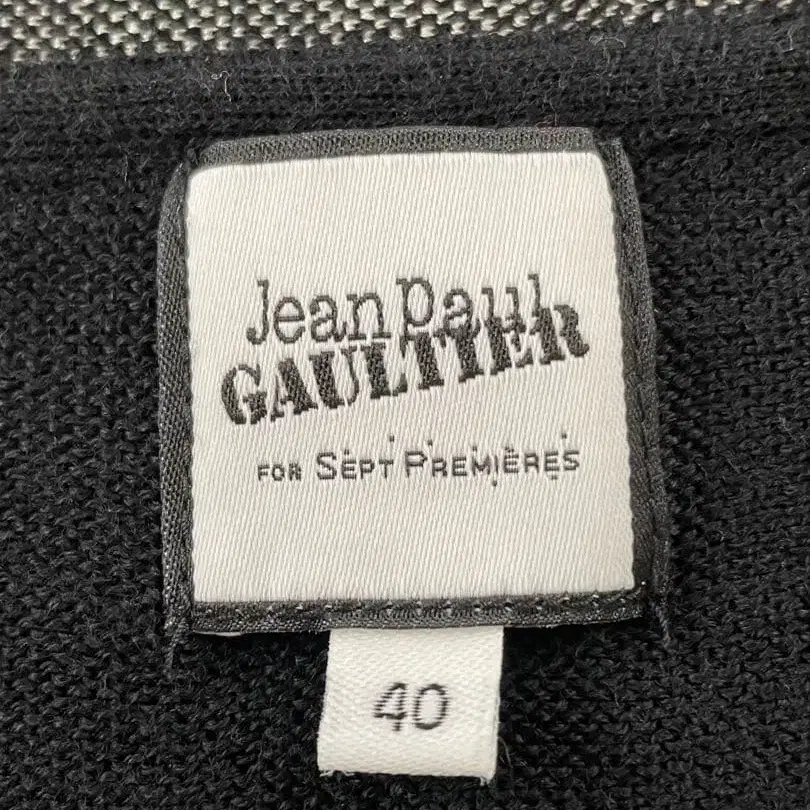 Jean Paul
GAULTIER
FOR SEPT PREMIÈRES
40